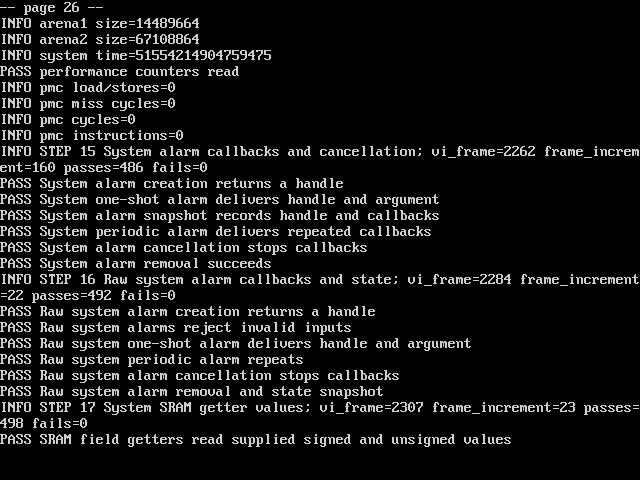 -- page 26 --
INFO arena1 size=14489664
INFO arena2 size=67108864
INFO system time=51554214904759475
PASS performance counters read
INFO pmc load/stores=0
INFO pmc miss cycles=0
INFO pmc cycles=0
INFO pmc instructions=0
INFO STEP 15 System alarm callbacks and cancellation; vi_frame=2262 frame_increm
ent=160 passes=486 fails=0
PASS System alarm creation returns a handle
PASS System one-shot alarm delivers handle and argument
PASS System alarm snapshot records handle and callbacks
PASS System periodic alarm delivers repeated callbacks
PASS System alarm cancellation stops callbacks
PASS System alarm removal succeeds
INFO STEP 16 Raw system alarm callbacks and state; vi_frame=2284 frame_increment
=22 passes=492 fails=0
PASS Raw system alarm creation returns a handle
PASS Raw system alarms reject invalid inputs
PASS Raw system one-shot alarm delivers handle and argument
PASS Raw system periodic alarm repeats
PASS Raw system alarm cancellation stops callbacks
PASS Raw system alarm removal and state snapshot
INFO STEP 17 System SRAM getter values; vi_frame=2307 frame_increment=23 passes=
498 fails=0
PASS SRAM field getters read supplied signed and unsigned values